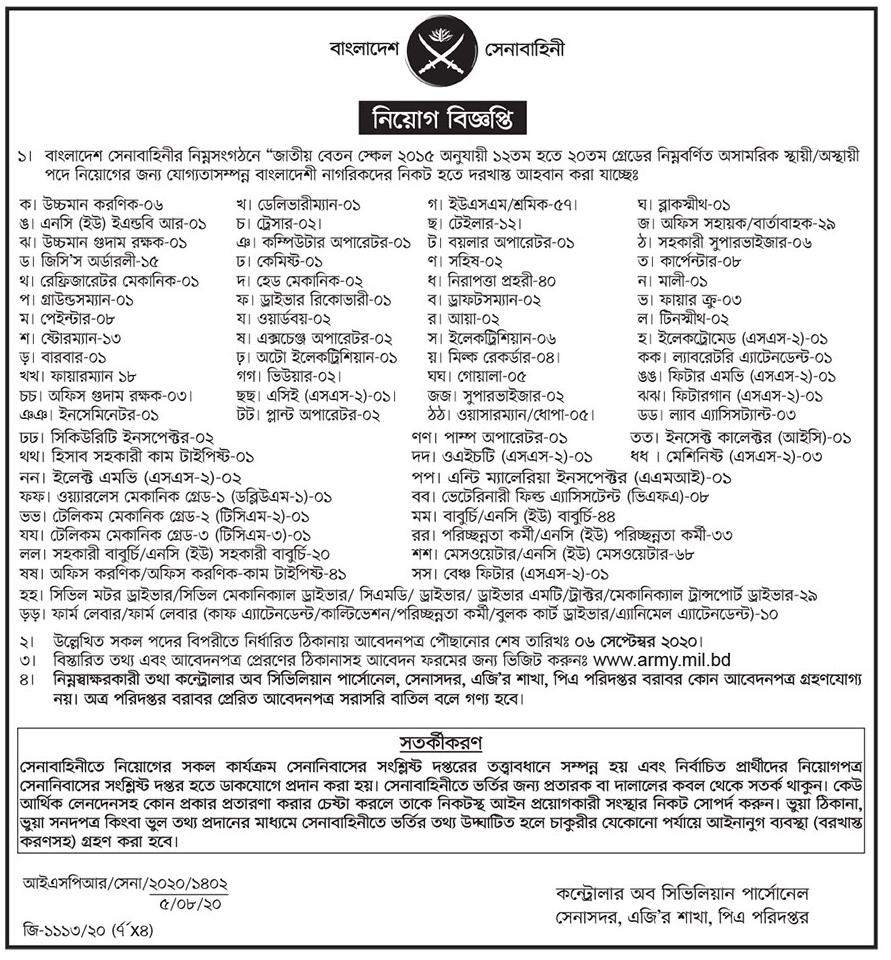 বাংলাদেশ সেনাবাহিনী
নিয়োগ বিজ্ঞপ্তি
১। বাংলাদেশ সেনাবাহিনীর নিম্নসংগঠনে “জাতীয় বেতন স্কেল ২০১৫ অনুযায়ী ১২তম হতে ২০তম গ্রেডের নিম্নবর্ণিত অসামরিক স্থায়ী/অস্থায়ী
পদে নিয়োগের জন্য যোগ্যতাসম্পন্ন বাংলাদেশী নাগরিকদের নিকট হতে দরখাস্ত আহবান করা যাচ্ছেঃ
ক। উচ্চমান করণিক-০৬ খ। ডেলিভারীম্যান-০১ গ। ইউএসএম/শ্রমিক-৫৭। ঘ। ব্লাকস্মীথ-০১
ঙ। এনসি (ইউ) ইএন্ডবি আর-০১ চ। ট্রেসার-০২। ছ। টেইলার-১২। জ। অফিস সহায়ক/বার্তাবাহক-২৯
ঝ। উচ্চমান গুদাম রক্ষক-০১ ঞ। কম্পিউটার অপারেটর-০১ ট। বয়লার অপারেটর-০১ ঠ। সহকারী সুপারভাইজার-০৬
ড। জিসি'স অর্ডারলী-১৫ ঢ। কেমিস্ট-০১ ণ। সহিষ-০২ ত। কার্পেন্টার-০৮
থ। রেফ্রিজারেটর মেকানিক-০১ দ। হেড মেকানিক-০২ ধ। নিরাপত্তা প্রহরী-৪০ ন। মালী-০১
প। গ্রাউন্ডসম্যান-০১ ফ। ড্রাইভার রিকোভারী-০১ ব। ড্রাফটসম্যান-০২ ভ। ফায়ার ক্রু-০৩
ম। পেইন্টার-০৮ য। ওয়ার্ডবয়-০২ র। আয়া-০২ ল। টিনস্মীথ-০২
শ। ষ্টোরম্যান-১৩ ষ। এক্সচেঞ্জ অপারেটর-০২ স। ইলেকট্রিশিয়ান-০৬ হ। ইলেকট্রোমেড (এসএস-২)-০১
ড়। বারবার-০১ ঢ়। অটো ইলেকট্রিশিয়ান-০১ য়। মিল্ক রেকর্ডার-০৪। কক। ল্যাবরেটরি এ্যাটেনডেন্ট-০১
খখ। ফায়ারম্যান ১৮ গগ। ভিউয়ার-০২। ঘঘ। গোয়ালা-০৫ ঙঙ। ফিটার এমভি (এসএস-২)-০১
চচ। অফিস গুদাম রক্ষক-০৩। ছছ। এসিই (এসএস-২)-০১। জজ। সুপারভাইজার-০২ ঝঝ। ফিটারগান (এসএস-২)-০১
ঞঞ। ইনসেমিনেটর-০১ টট। প্লান্ট অপারেটর-০২ ঠঠ। ওয়াসারম্যান/ধোপা-০৫। ডড। ল্যাব এ্যাসিসট্যান্ট-০৩
ঢঢ। সিকিউরিটি ইনসপেক্টর-০২ ণণ। পাম্প অপারেটর-০১ তত। ইনসেক্ট কালেক্টর (আইসি)-০১
থথ। হিসাব সহকারী কাম টাইপিষ্ট-০১ দদ। ওএইচটি (এসএস-২)-০১ ধধ। মেশিনিষ্ট (এসএস-২)-০৩
নন। ইলেক্ট এমভি (এসএস-২)-০২ পপ। এন্টি ম্যালেরিয়া ইনসপেক্টর (এএমআই)-০১
ফফ। ওয়্যারলেস মেকানিক গ্রেড-১ (ডব্লিউএম-১)-০১ বব। ভেটেরিনারী ফিল্ড এ্যাসিসটেন্ট (ভিএফএ)-০৮
ভভ। টেলিকম মেকানিক গ্রেড-২ (টিসিএম-২)-০১ মম। বাবুর্চি/এনসি (ইউ) বাবুর্চি-৪৪
যয। টেলিকম মেকানিক গ্রেড-৩ (টিসিএম-৩)-০১ রর। পরিচ্ছন্নতা কর্মী/এনসি (ইউ) পরিচ্ছন্নতা কর্মী-৩৩
লল। সহকারী বাবুর্চি/এনসি (ইউ) সহকারী বাবুর্চি-২০ শশ। মেসওয়েটার/এনসি (ইউ) মেসওয়েটার-৬৮
ষষ। অফিস করণিক/অফিস করণিক-কাম টাইপিষ্ট-৪১ সস। বেঞ্চ ফিটার (এসএস-২)-০১
হহ। সিভিল মটর ড্রাইভার/সিভিল মেকানিক্যাল ড্রাইভার/ সিএমডি/ ড্রাইভার/ ড্রাইভার এমটি/ট্রাক্টর/মেকানিক্যাল ট্রান্সপোর্ট ড্রাইভার-২৯
ড়ড়। ফার্ম লেবার/ফার্ম লেবার (কাফ এ্যাটেনডেন্ট/কাল্টিভেশন/পরিচ্ছন্নতা কর্মী/বুলক কার্ট ড্রাইভার/এ্যানিমেল এ্যাটেনডেন্ট)-১০
২। উল্লেখিত সকল পদের বিপরীতে নির্ধারিত ঠিকানায় আবেদনপত্র পৌঁছানোর শেষ তারিখঃ ০৬ সেপ্টেম্বর ২০২০।
৩। বিস্তারিত তথ্য এবং আবেদনপত্র প্রেরণের ঠিকানাসহ আবেদন ফরমের জন্য ভিজিট করুনঃ www.army.mil.bd
৪। নিম্নস্বাক্ষরকারী তথা কন্ট্রোলার অব সিভিলিয়ান পার্সোনেল, সেনাসদর, এজি'র শাখা, পিএ পরিদপ্তর বরাবর কোন আবেদনপত্র গ্রহণযোগ্য
নয়। অত্র পরিদপ্তর বরাবর প্রেরিত আবেদনপত্র সরাসরি বাতিল বলে গণ্য হবে।
সতর্কীকরণ
সেনাবাহিনীতে নিয়োগের সকল কার্যক্রম সেনানিবাসের সংশ্লিষ্ট দপ্তরের তত্ত্বাবধানে সম্পন্ন হয় এবং নির্বাচিত প্রার্থীদের নিয়োগপত্র
সেনানিবাসের সংশ্লিষ্ট দপ্তর হতে ডাকযোগে প্রদান করা হয়। সেনাবাহিনীতে ভর্তির জন্য প্রতারক বা দালালের কবল থেকে সতর্ক থাকুন। কেউ
আর্থিক লেনদেনসহ কোন প্রকার প্রতারণা করার চেষ্টা করলে তাকে নিকটস্থ আইন প্রয়োগকারী সংস্থার নিকট সোপর্দ করুন। ভুয়া ঠিকানা,
ভুয়া সনদপত্র কিংবা ভুল তথ্য প্রদানের মাধ্যমে সেনাবাহিনীতে ভর্তির তথ্য উদ্ঘাটিত হলে চাকুরীর যেকোনো পর্যায়ে আইনানুগ ব্যবস্থা (বরখাস্ত
করণসহ) গ্রহণ করা হবে।
আইএসপিআর/সেনা/২০২০/১৪০২
৫/০৮/২০
কন্ট্রোলার অব সিভিলিয়ান পার্সোনেল
সেনাসদর, এজি'র শাখা, পিএ পরিদপ্তর
জি-১১১৩/২০ (৭"x৪)